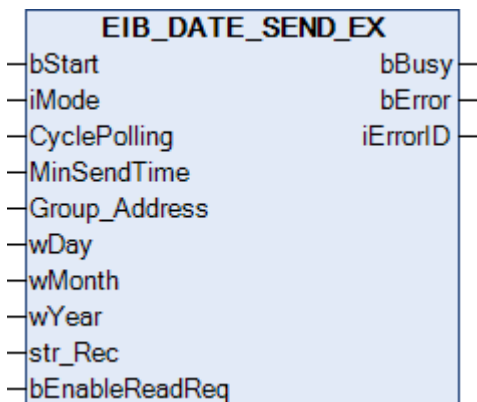 EIB_DATE_SEND_EX
bStart bBusy
iMode bError
CyclePolling iErrorID
MinSendTime
Group_Address
wDay
wMonth
wYear
str_Rec
bEnableReadReq